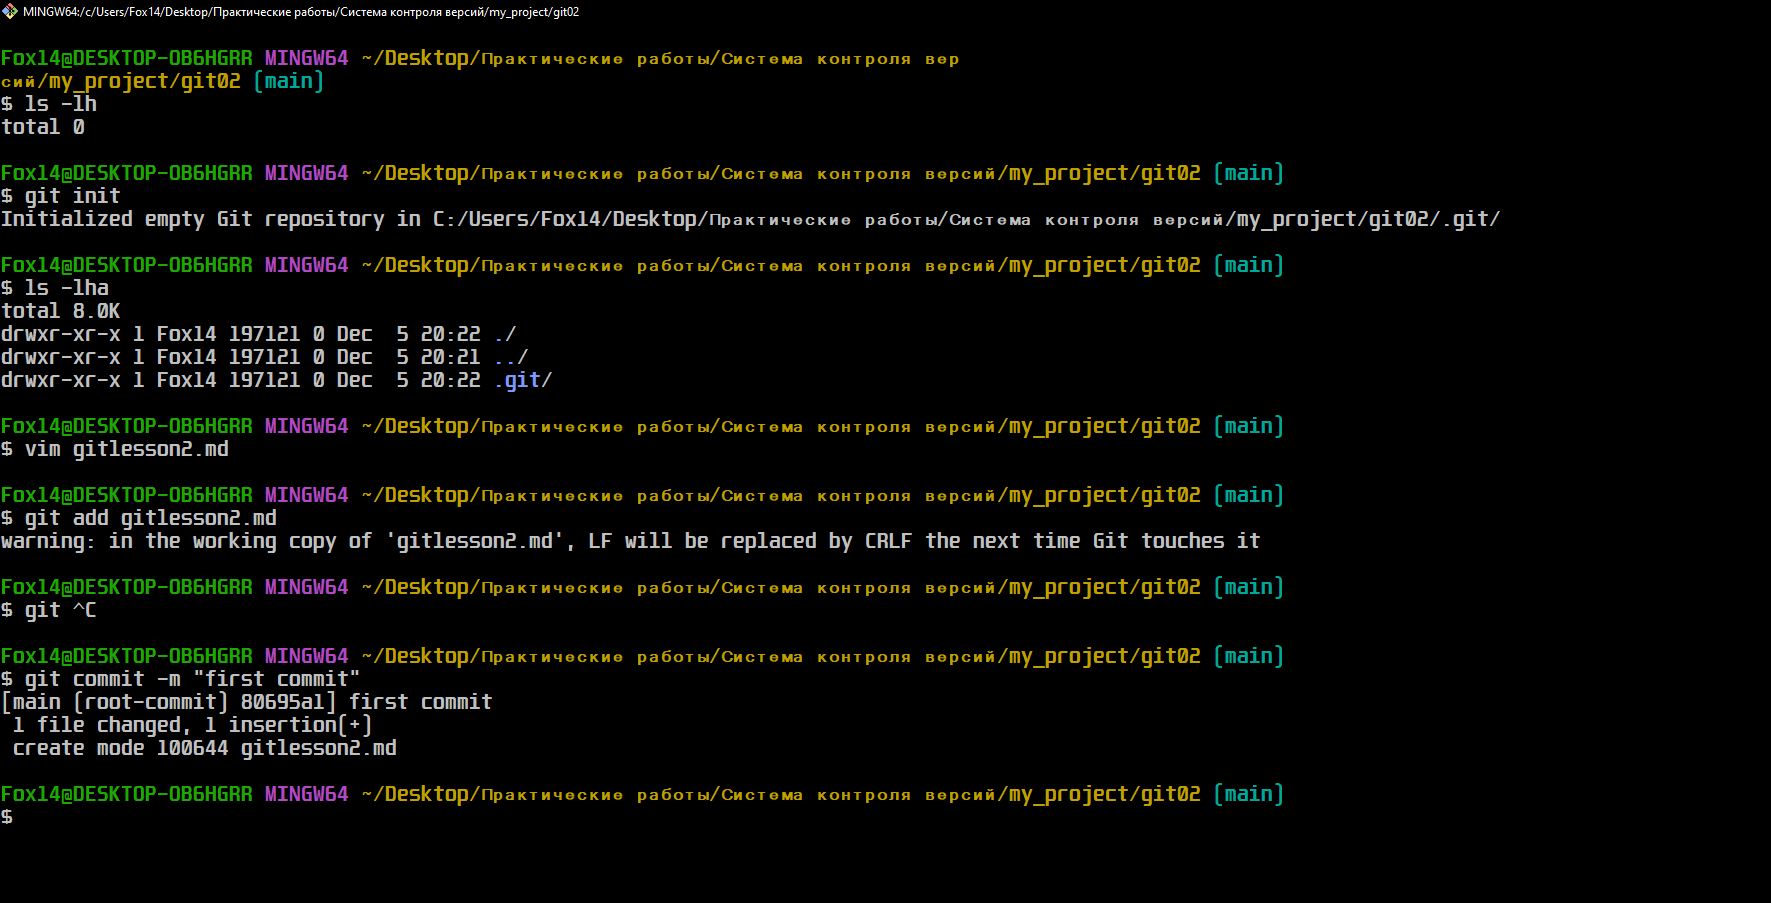 MINGW64:/c/Users/Fox14/Desktop/Практические работы/Система контроля версий/my_project/git02
Fox14@DESKTOP-OB6HGRR MINGW64 ~/Desktop/Практические работы/Система контроля вер
сий/my_project/git02 (main)
$ ls -lh
total 0
Fox14@DESKTOP-OB6HGRR MINGW64 ~/Desktop/Практические работы/Система контроля версий/my_project/git02 (main)
$ git init
Initialized empty Git repository in C:/Users/Fox14/Desktop/Практические работы/Система контроля версий/my_project/git02/.git/
Fox14@DESKTOP-OB6HGRR MINGW64 ~/Desktop/Практические работы/Система контроля версий/my_project/git02 (main)
$ ls -lha
total 8.0K
drwxr-xr-x 1 Fox14 197121 0 Dec  5 20:22 ./
drwxr-xr-x 1 Fox14 197121 0 Dec  5 20:21 ../
drwxr-xr-x 1 Fox14 197121 0 Dec  5 20:22 .git/
Fox14@DESKTOP-OB6HGRR MINGW64 ~/Desktop/Практические работы/Система контроля версий/my_project/git02 (main)
$ vim gitlesson2.md
Fox14@DESKTOP-OB6HGRR MINGW64 ~/Desktop/Практические работы/Система контроля версий/my_project/git02 (main)
$ git add gitlesson2.md
warning: in the working copy of 'gitlesson2.md', LF will be replaced by CRLF the next time Git touches it
Fox14@DESKTOP-OB6HGRR MINGW64 ~/Desktop/Практические работы/Система контроля версий/my_project/git02 (main)
$ git ^C
Fox14@DESKTOP-OB6HGRR MINGW64 ~/Desktop/Практические работы/Система контроля версий/my_project/git02 (main)
$ git commit -m "first commit"
[main (root-commit) 80695a1] first commit
 1 file changed, 1 insertion(+)
 create mode 100644 gitlesson2.md
Fox14@DESKTOP-OB6HGRR MINGW64 ~/Desktop/Практические работы/Система контроля версий/my_project/git02 (main)
$